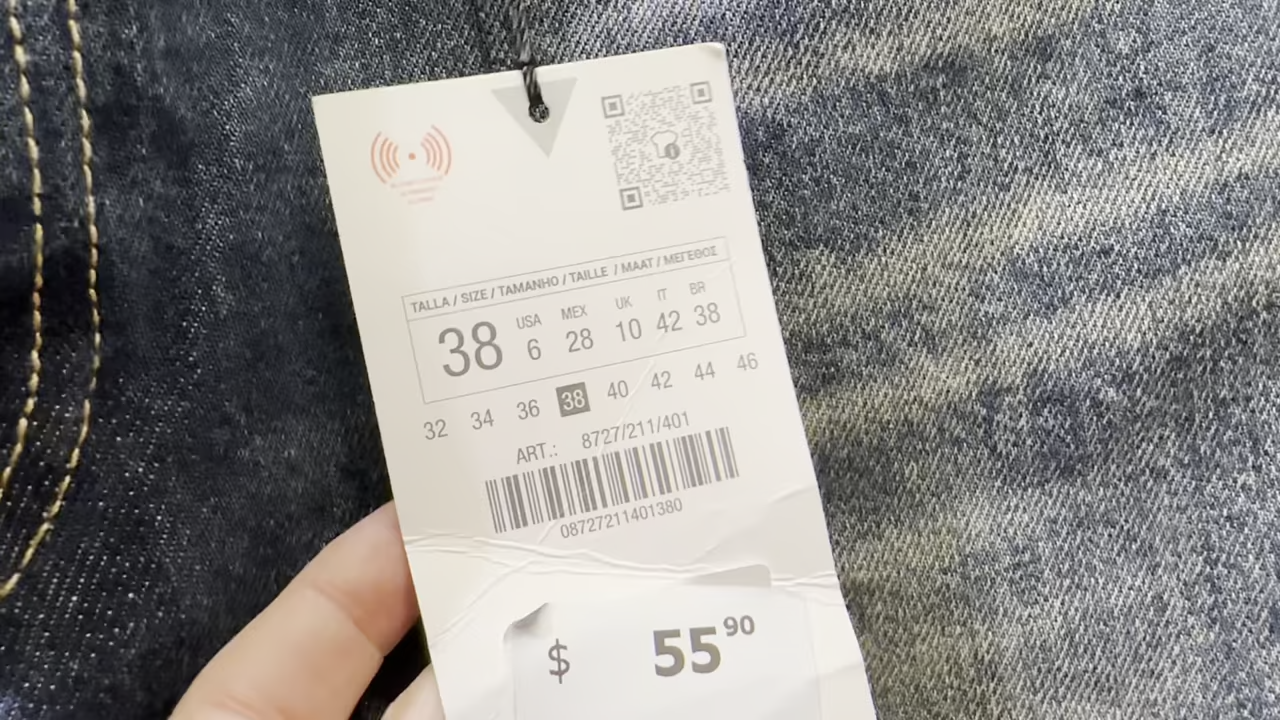 TALLA / SIZE / TAMANHO / TAILLE / MAAT / ΜΕΓΕΘΟΣ
38 USA 6 MEX 28 UK 10 IT 42 BR 38
32 34 36 38 40 42 44 46
ART.: 8727/211/401
08727211401380
$ 55 90